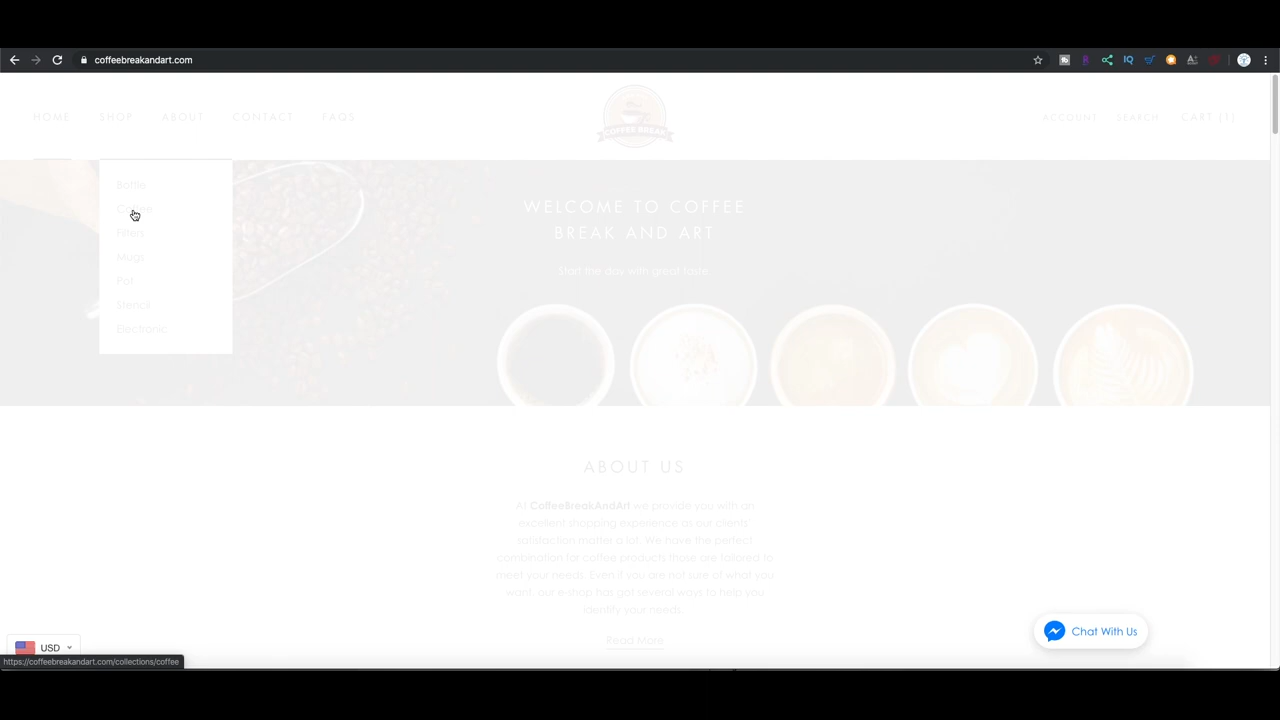 coffeebreakandart.com
HOME SHOP ABOUT CONTACT FAQS
COFFEE BREAK
ACCOUNT SEARCH CART (1)
Bottle
Coffee
Filters
Mugs
Pot
Stencil
Electronic
WELCOME TO COFFEE
BREAK AND ART
Start the day with great taste.
ABOUT US
At CoffeeBreakAndArt we provide you with an
excellent shopping experience as our clients
satisfaction matter a lot. We have the perfect
combination for coffee products those are tailored to
meet your needs. Even if you are not sure of what you
want, our e-shop has got several ways to help you
identify your needs.
Read More
Chat With Us
USD
https://coffeebreakandart.com/collections/coffee